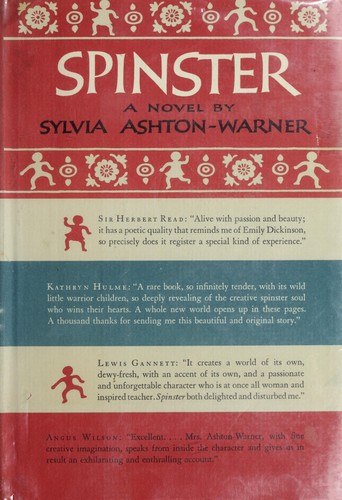 SPINSTER
A NOVEL BY
SYLVIA ASHTON-WARNER
SIR HERBERT READ: "Alive with passion and beauty;
it has a poetic quality that reminds me of Emily Dickinson,
so precisely does it register a special kind of experience."
KATHRYN HULME: "A rare book, so infinitely tender, with its wild
little warrior children, so deeply revealing of the creative spinster soul
who wins their hearts. A whole new world opens up in these pages.
A thousand thanks for sending me this beautiful and original story."
LEWIS GANNETT: "It creates a world of its own,
dewy-fresh, with an accent of its own, and a passionate
and unforgettable character who is at once all woman and
inspired teacher. Spinster both delighted and disturbed me."
ANGUS WILSON: "Excellent. . . . Mrs. Ashton-Warner, with fine
creative imagination, speaks from inside the character and gives us in
result an exhilarating and enthralling account."